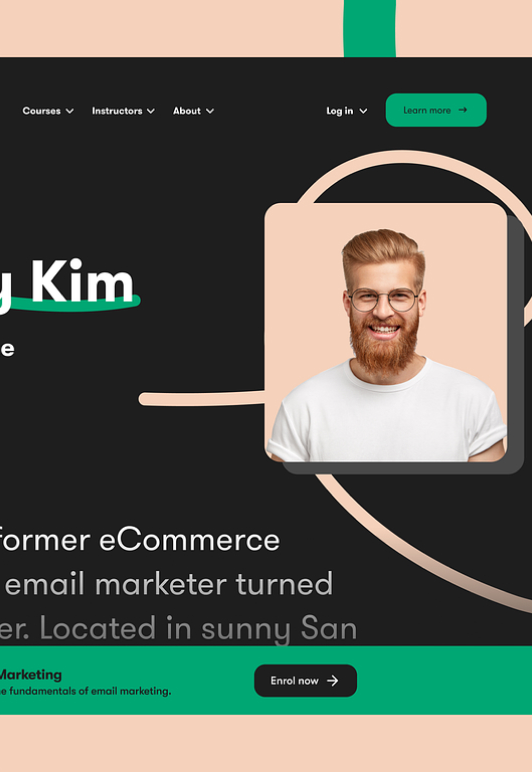 Courses Instructors About Log in Learn more →
y Kim
e
former eCommerce
email marketer turned
er. Located in sunny San
Marketing
e fundamentals of email marketing.
Enrol now →